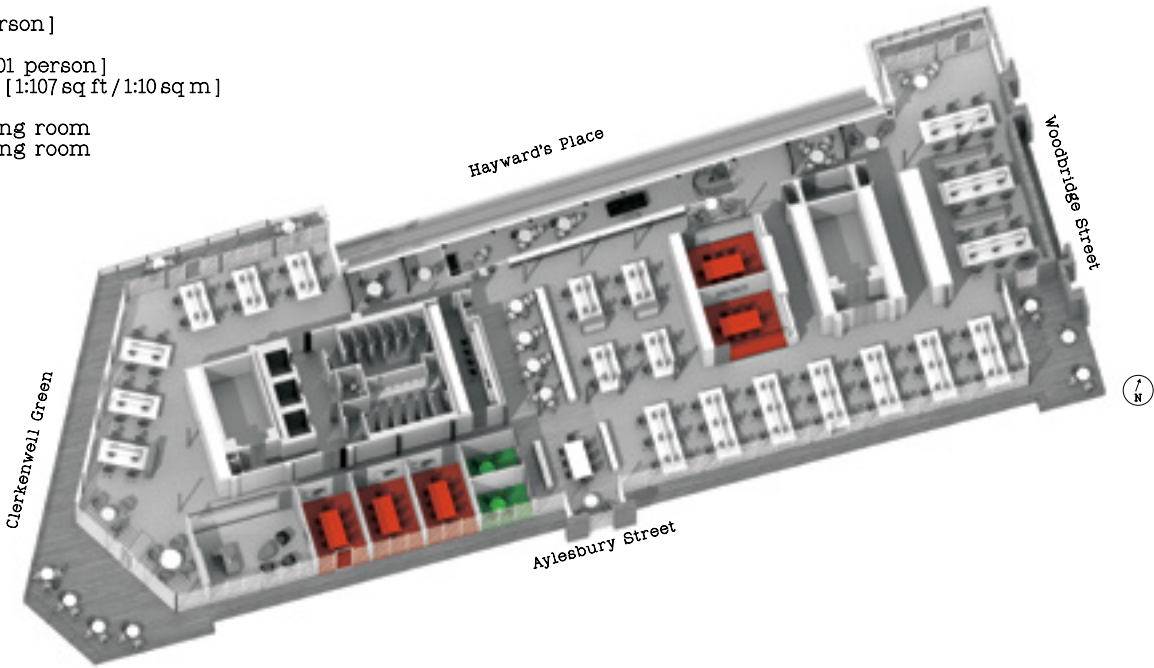 rson]
01 person]
[1:107 sq ft / 1:10 sq m]
ng room
ng room
Hayward's Place
Woodbridge Street
Clerkenwell Green
Aylesbury Street
N